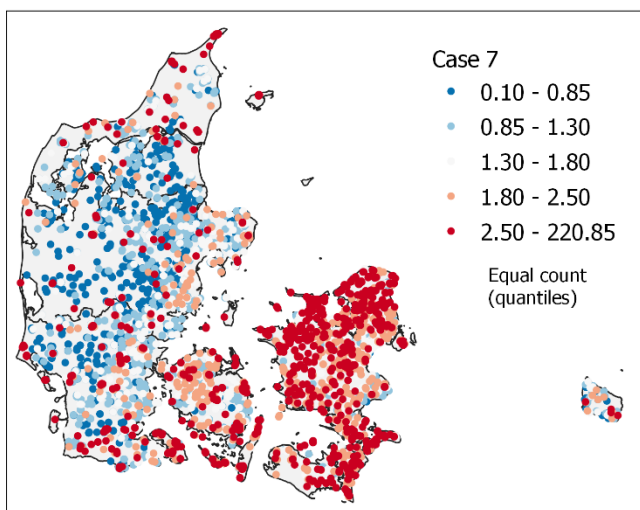 Case 7
0.10 - 0.85
0.85 - 1.30
1.30 - 1.80
1.80 - 2.50
2.50 - 220.85
Equal count
(quantiles)